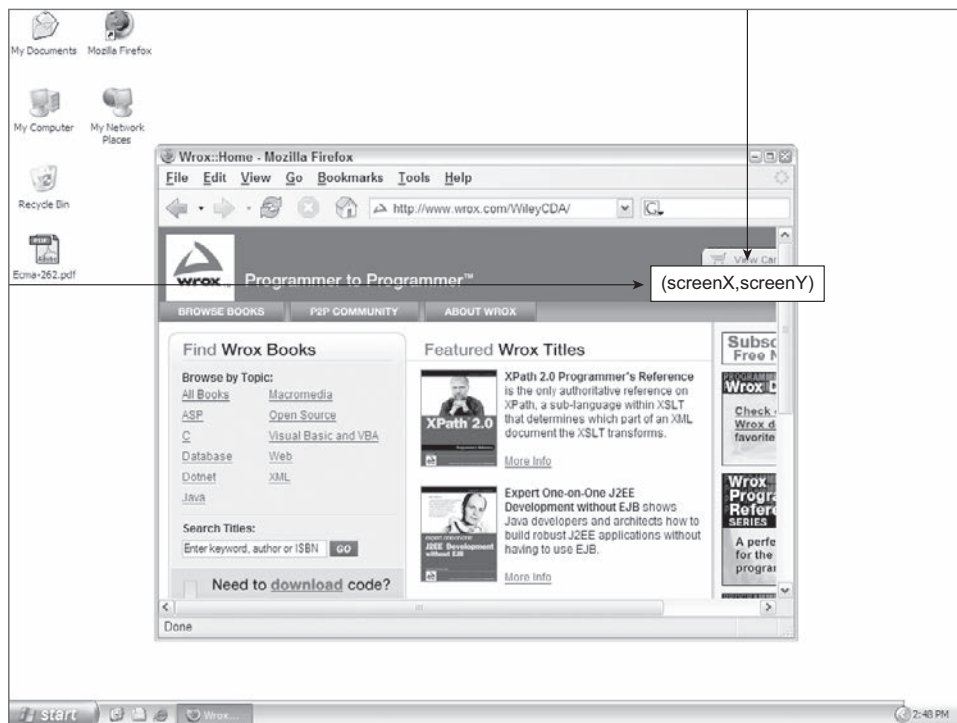 My Documents
Mozilla Firefox
My Computer
My Network Places
Recycle Bin
Ecma-262.pdf
Wrox::Home - Mozilla Firefox
File Edit View Go Bookmarks Tools Help
http://www.wrox.com/WileyCDA/
G
View Car
(screenX,screenY)
wrox
Programmer to Programmer™
BROWSE BOOKS
P2P COMMUNITY
ABOUT WROX
Find Wrox Books
Browse by Topic:
All Books
Macromedia
ASP
Open Source
C
Visual Basic and VBA
Database
Web
Dotnet
XML
Java
Search Titles:
Enter keyword, author or ISBN
GO
Need to download code?
Featured Wrox Titles
XPath 2.0
XPath 2.0 Programmer's Reference
is the only authoritative reference on
XPath, a sub-language within XSLT
that determines which part of an XML
document the XSLT transforms.
More Info
J2EE Development
without EJB
Expert One-on-One J2EE
Development without EJB shows
Java developers and architects how to
build robust J2EE applications without
having to use EJB.
More Info
Subsc
Free N
Wrox D
Check
Wrox d
favorite
Wrox
Progra
Refere
SERIES
A perfe
for the
program
Done
start
Wrox...
2:48 PM